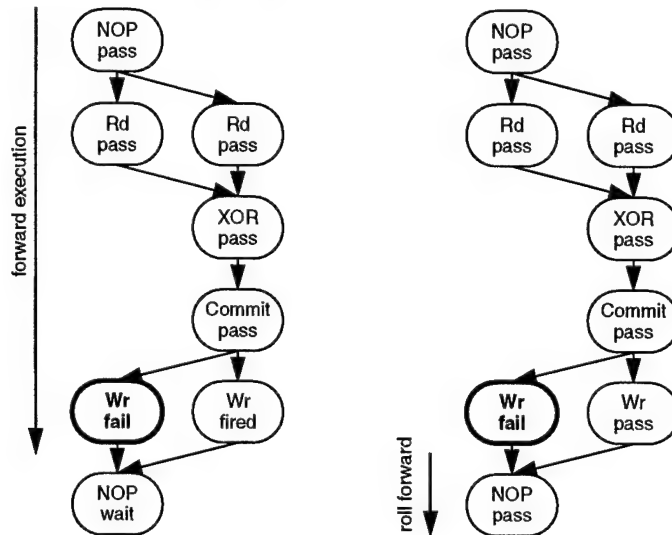 NOP
pass
Rd
pass
Rd
pass
XOR
pass
Commit
pass
Wr
fail
Wr
fired
NOP
wait
forward execution
NOP
pass
Rd
pass
Rd
pass
XOR
pass
Commit
pass
Wr
fail
Wr
pass
NOP
pass
roll forward